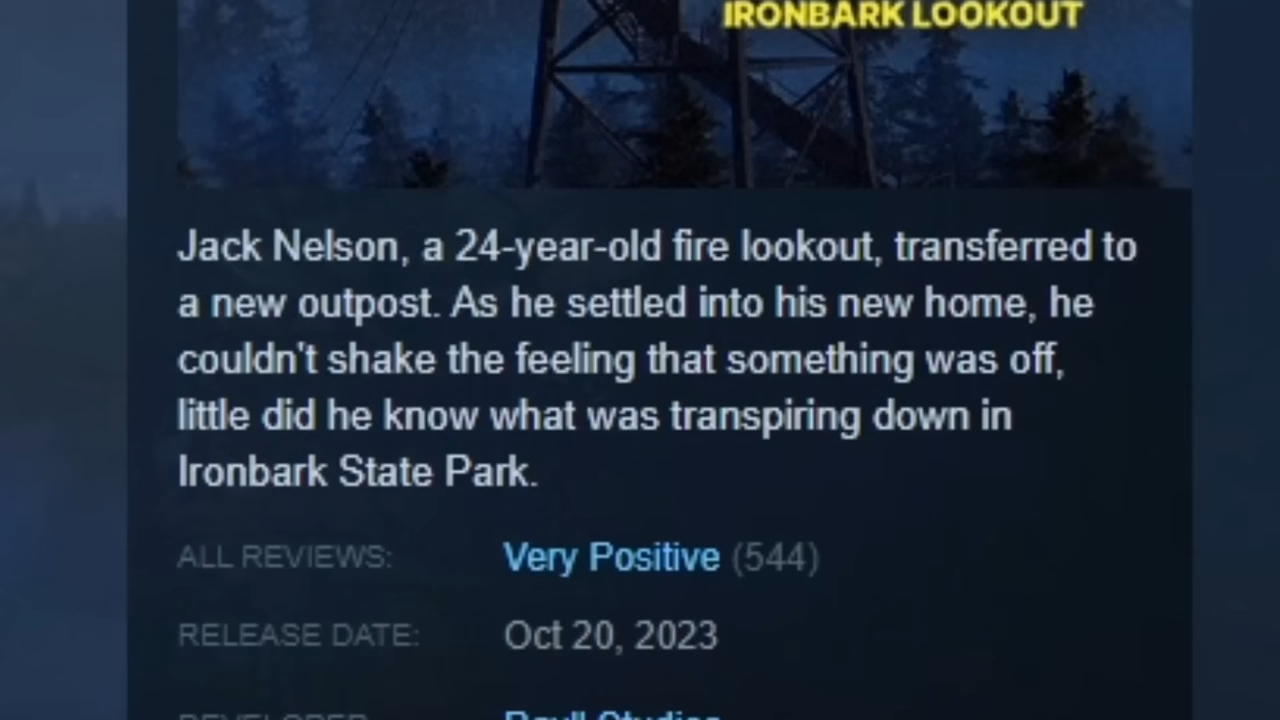 IRONBARK LOOKOUT
Jack Nelson, a 24-year-old fire lookout, transferred to
a new outpost. As he settled into his new home, he
couldn't shake the feeling that something was off,
little did he know what was transpiring down in
Ironbark State Park.
ALL REVIEWS: Very Positive (544)
RELEASE DATE: Oct 20, 2023